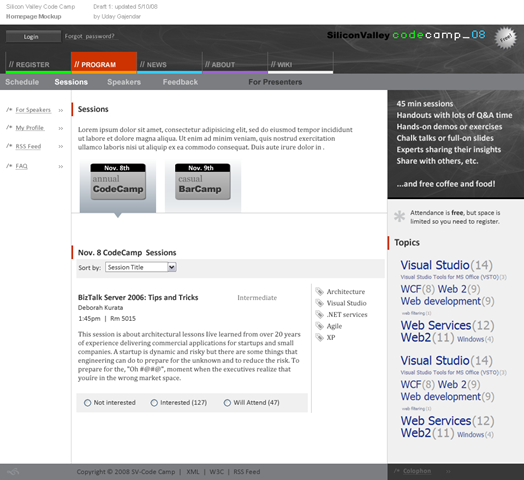 Silicon Valley Code Camp
Draft 1: updated 5/10/08
Homepage Mockup
by Uday Gajendar
Login
Forgot password?
SiliconValley codecamp_08
// REGISTER
// PROGRAM
// NEWS
// ABOUT
// WIKI
Schedule
Sessions
Speakers
Feedback
For Presenters
/* For Speakers >>
/* My Profile >>
/* RSS Feed >>
/* FAQ >>
Sessions
Lorem ipsum dolor sit amet, consectetur adipisicing elit, sed do eiusmod tempor incididunt
ut labore et dolore magna aliqua. Ut enim ad minim veniam, quis nostrud exercitation
ullamco laboris nisi ut aliquip ex ea commodo consequat. Duis aute irure dolor in .
Nov. 8th
annual
CodeCamp
Nov. 9th
casual
BarCamp
Nov. 8 CodeCamp Sessions
Sort by: Session Title
BizTalk Server 2006: Tips and Tricks
Intermediate
Deborah Kurata
1:45pm | Rm 5015
This session is about architectural lessons live learned from over 20 years
of experience delivering commercial applications for startups and small
companies. A startup is dynamic and risky but there are some things that
engineering can do to prepare for the unknown and to reduce the risk. To
prepare for the, "Oh #@#@", moment when the executives realize that
youire in the wrong market space.
Not interested
Interested (127)
Will Attend (47)
Architecture
Visual Studio
.NET services
Agile
XP
45 min sessions
Handouts with lots of Q&A time
Hands-on demos or exercises
Chalk talks or full-on slides
Experts sharing their insights
Share with others, etc.
...and free coffee and food!
* Attendance is free, but space is
limited so you need to register.
Topics
Visual Studio(14)
Visual Studio Tools for MS Office (VSTO)(3)
WCF(8) Web 2(9)
Web development(9)
web filtering(1)
Web Services(12)
Web2(11) Windows(4)
Visual Studio(14)
Visual Studio Tools for MS Office (VSTO)(3)
WCF(8) Web 2(9)
Web development(9)
web filtering(1)
Web Services(12)
Web2(11) Windows(4)
Copyright © 2008 SV-Code Camp | XML | W3C | RSS Feed
/* Colophon >>